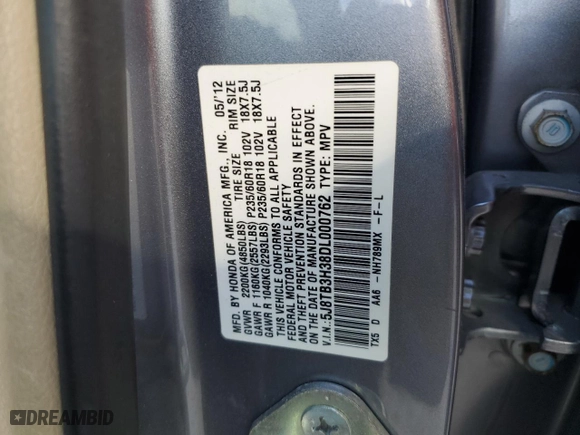 MFD. BY HONDA OF AMERICA MFG., INC. 05/'12
TIRE SIZE RIM SIZE
GVWR 2200KG(4850LBS)
GAWR F 1160KG(2557LBS) P235/60R18 102V 18X7.5J
GAWR R 1040KG(2293LBS) P235/60R18 102V 18X7.5J
THIS VEHICLE CONFORMS TO ALL APPLICABLE
FEDERAL MOTOR VEHICLE SAFETY
AND THEFT PREVENTION STANDARDS IN EFFECT
ON THE DATE OF MANUFACTURE SHOWN ABOVE.
V.I.N.: 5J8TB3H38DL000762 TYPE: MPV
TX5 D AA6 -NH789MX -F-L
DREAMBID